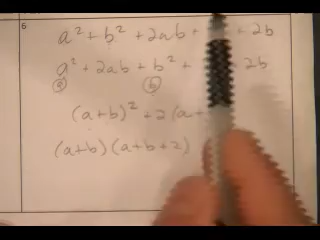 6
a² + b² + 2ab + + 2b
a² + 2ab + b² + 2b
a b
(a+b)² + 2(a+
(a+b)(a+b+2)